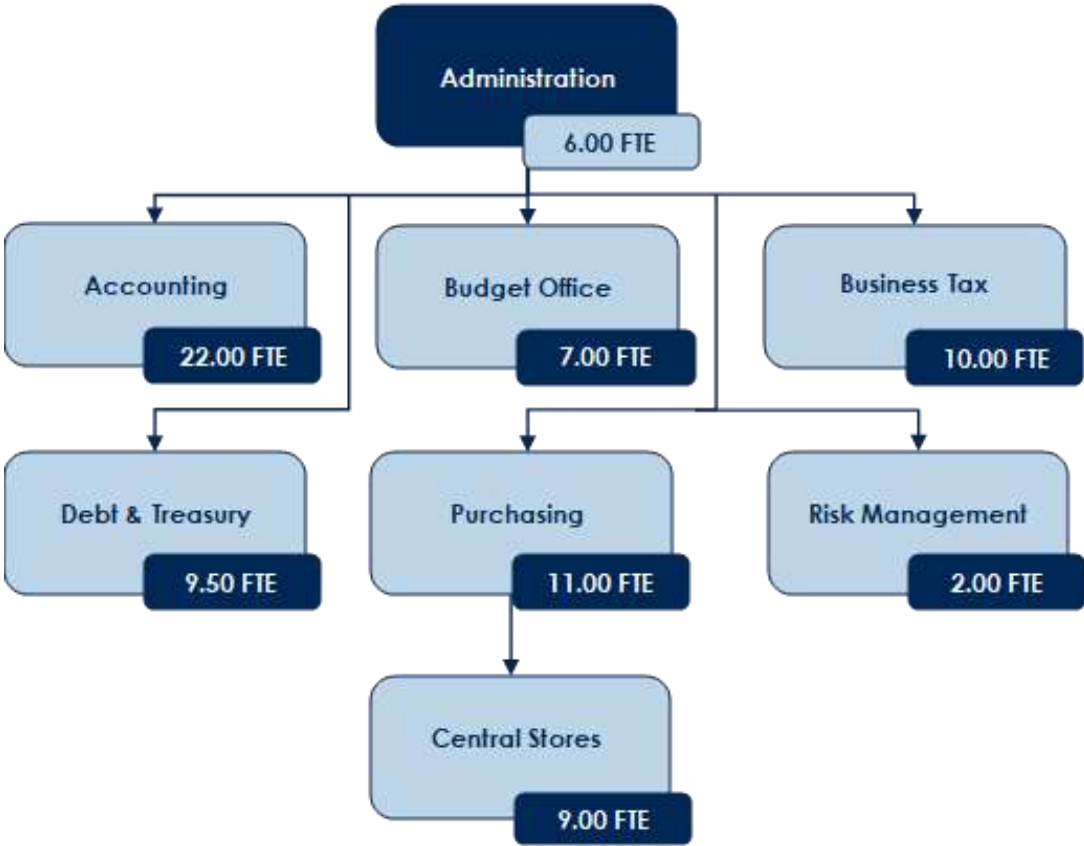 Administration
6.00 FTE
Accounting
22.00 FTE
Budget Office
7.00 FTE
Business Tax
10.00 FTE
Debt & Treasury
9.50 FTE
Purchasing
11.00 FTE
Risk Management
2.00 FTE
Central Stores
9.00 FTE